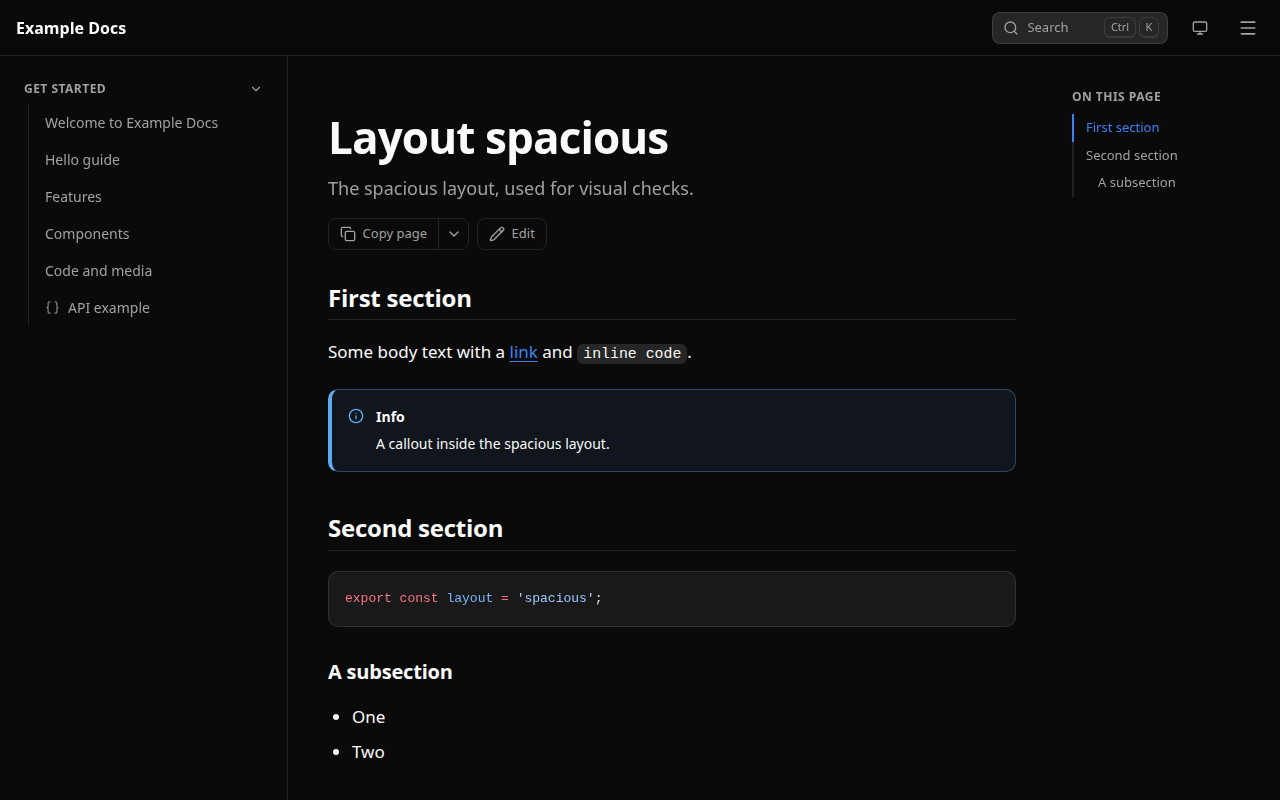 Example Docs
Search Ctrl K
GET STARTED
Welcome to Example Docs
Hello guide
Features
Components
Code and media
{} API example
Layout spacious
The spacious layout, used for visual checks.
Copy page
Edit
First section
Some body text with a link and inline code.
Info
A callout inside the spacious layout.
Second section
export const layout = 'spacious';
A subsection
• One
• Two
ON THIS PAGE
First section
Second section
A subsection